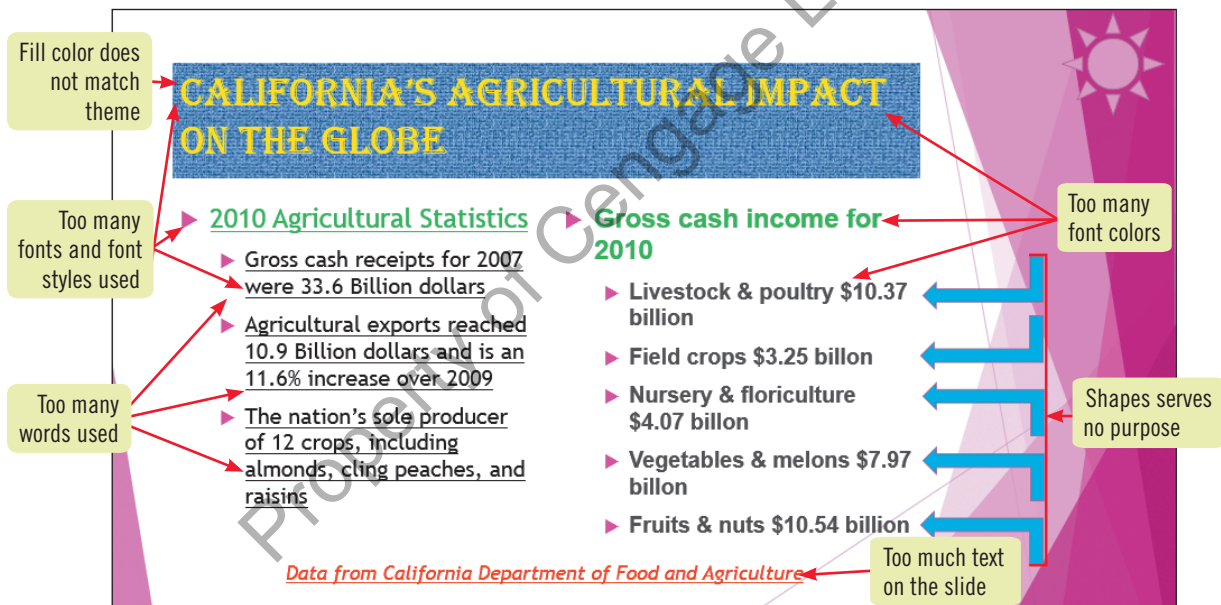 Fill color does
not match
theme
CALIFORNIA'S AGRICULTURAL IMPACT
ON THE GLOBE
Too many
fonts and font
styles used
Too many
words used
2010 Agricultural Statistics
Gross cash receipts for 2007
were 33.6 Billion dollars
Agricultural exports reached
10.9 Billion dollars and is an
11.6% increase over 2009
The nation's sole producer
of 12 crops, including
almonds, cling peaches, and
raisins
Gross cash income for
2010
Livestock & poultry $10.37
billion
Field crops $3.25 billon
Nursery & floriculture
$4.07 billon
Vegetables & melons $7.97
billon
Fruits & nuts $10.54 billion
Too many
font colors
Shapes serves
no purpose
Data from California Department of Food and Agriculture
Too much text
on the slide
Property of Cengage L